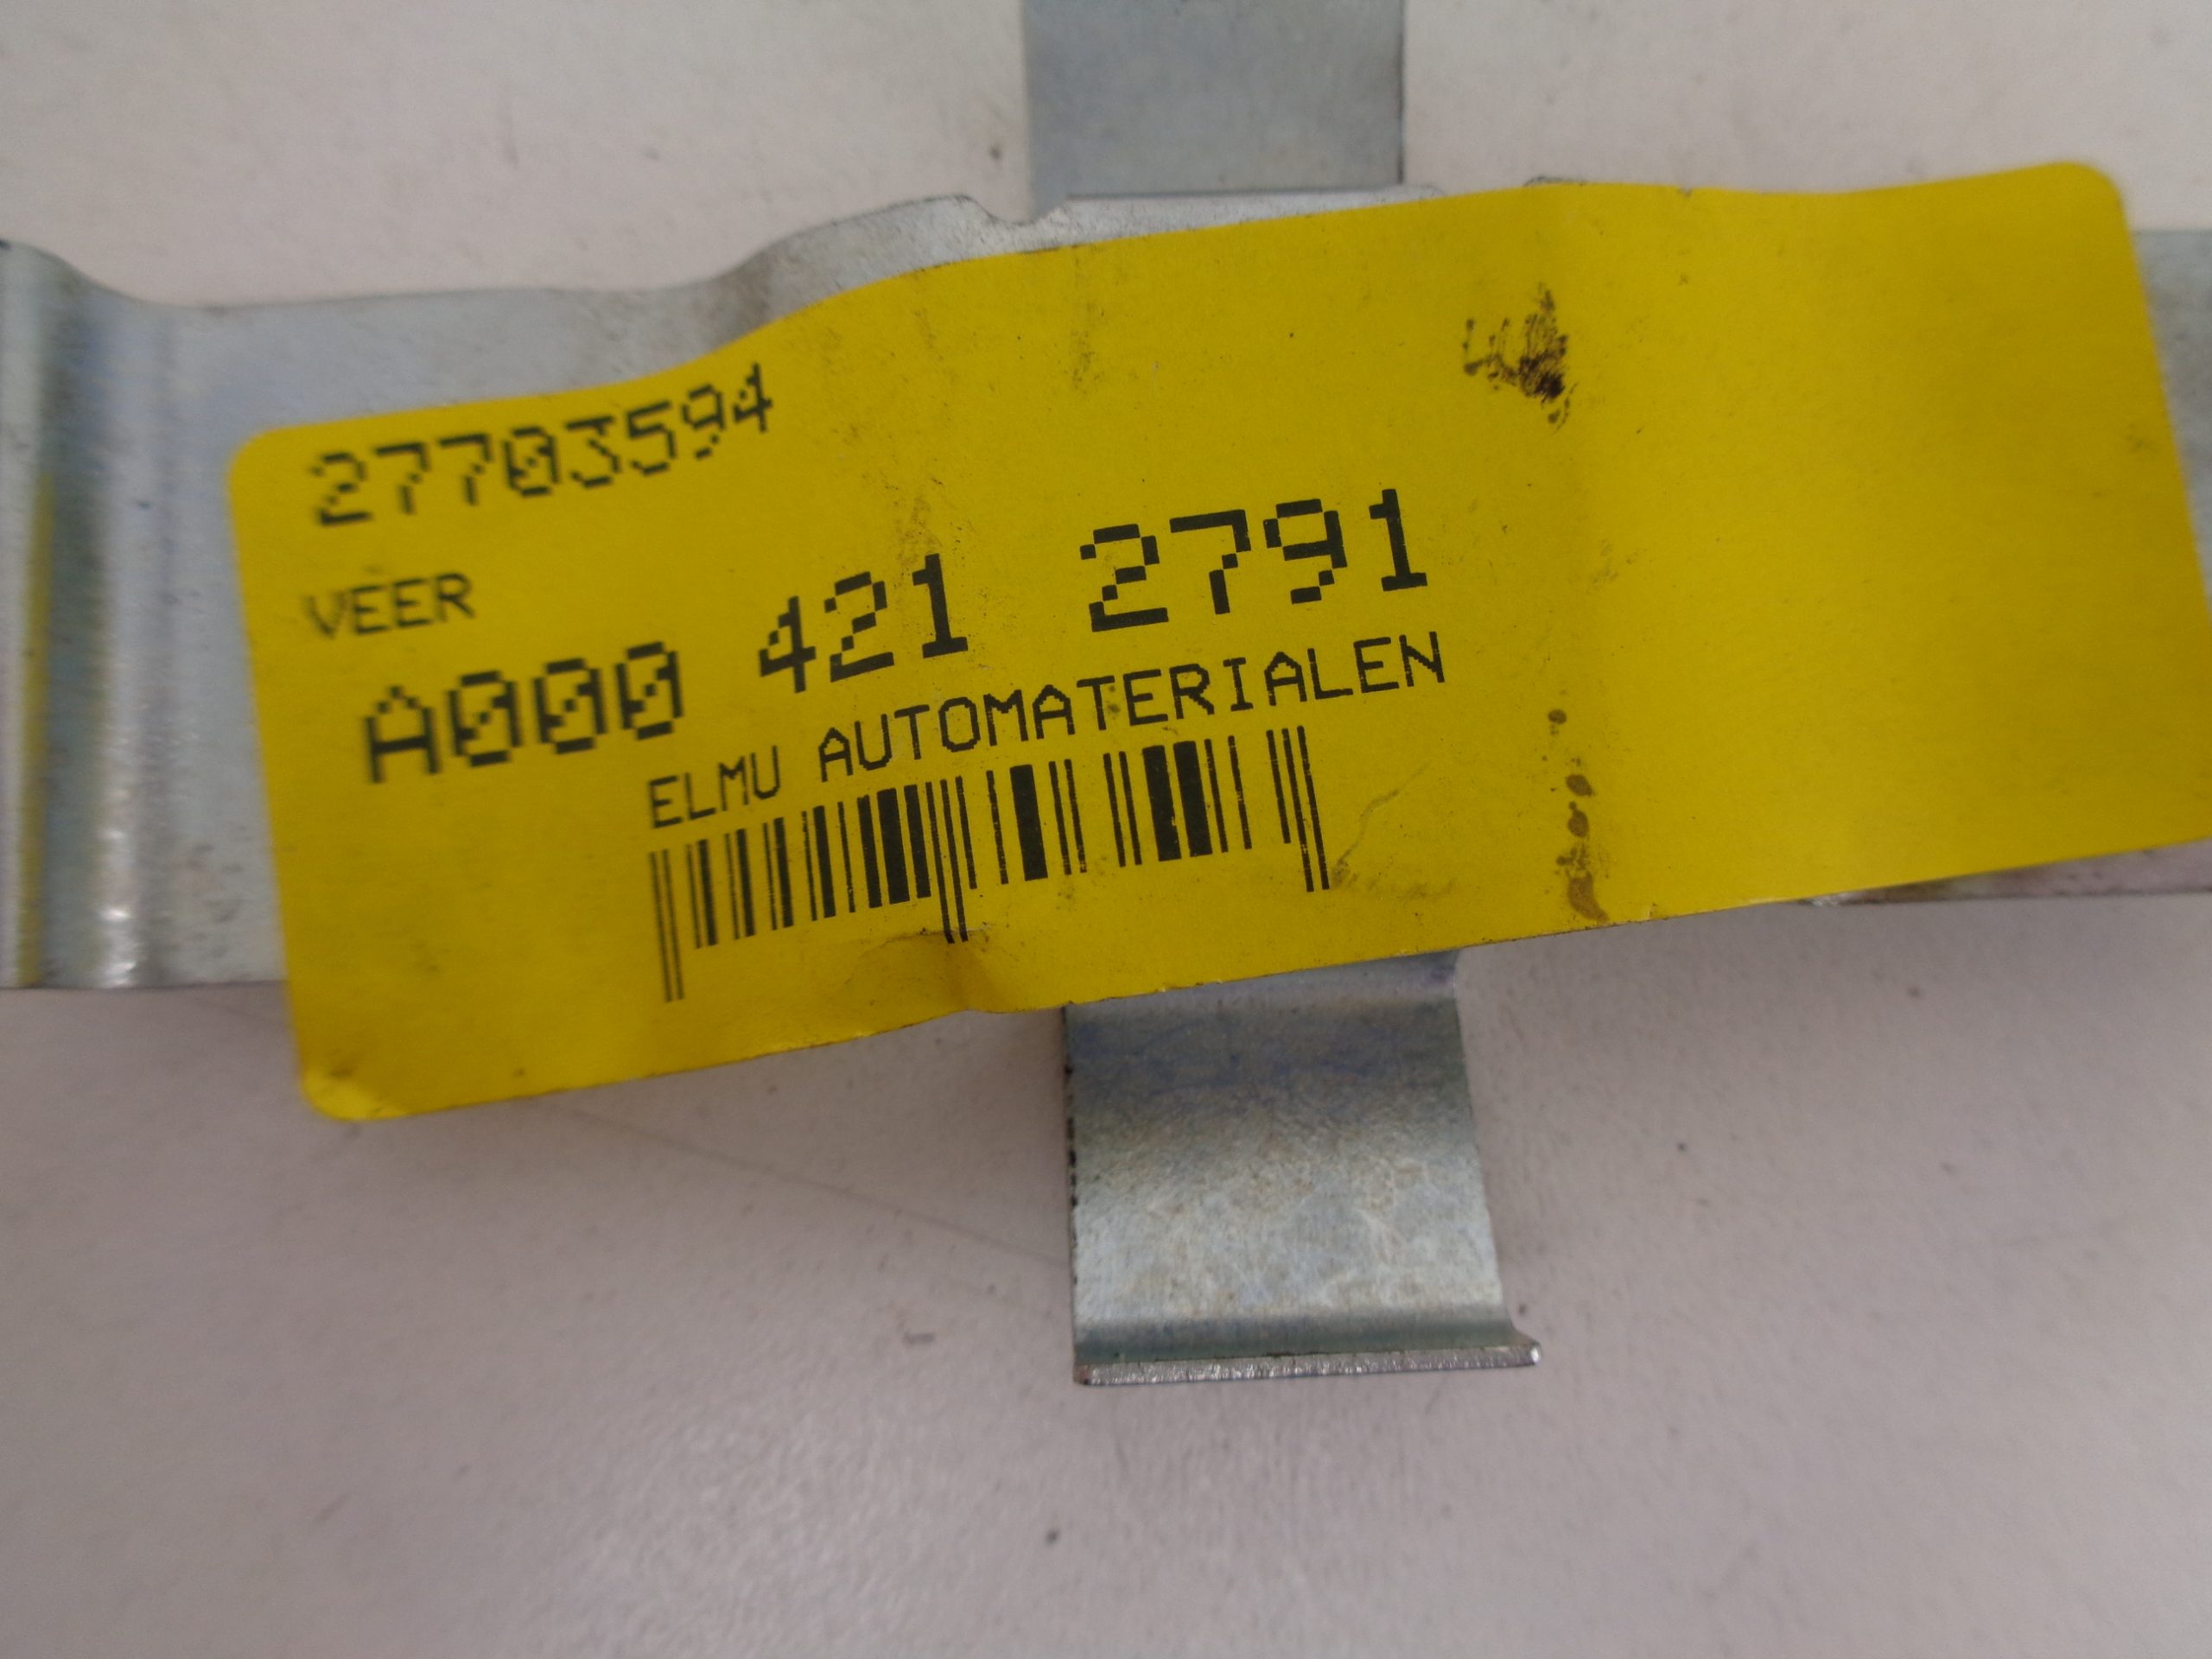 27703594
VEER
A000 421 2791
ELMU AUTOMATERIALEN